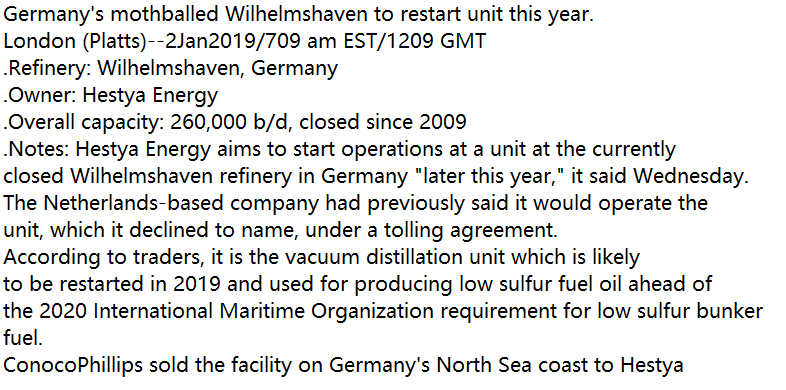 Germany's mothballed Wilhelmshaven to restart unit this year.
London (Platts)--2Jan2019/709 am EST/1209 GMT
.Refinery: Wilhelmshaven, Germany
.Owner: Hestya Energy
.Overall capacity: 260,000 b/d, closed since 2009
.Notes: Hestya Energy aims to start operations at a unit at the currently
closed Wilhelmshaven refinery in Germany "later this year," it said Wednesday.
The Netherlands-based company had previously said it would operate the
unit, which it declined to name, under a tolling agreement.
According to traders, it is the vacuum distillation unit which is likely
to be restarted in 2019 and used for producing low sulfur fuel oil ahead of
the 2020 International Maritime Organization requirement for low sulfur bunker
fuel.
ConocoPhillips sold the facility on Germany's North Sea coast to Hestya